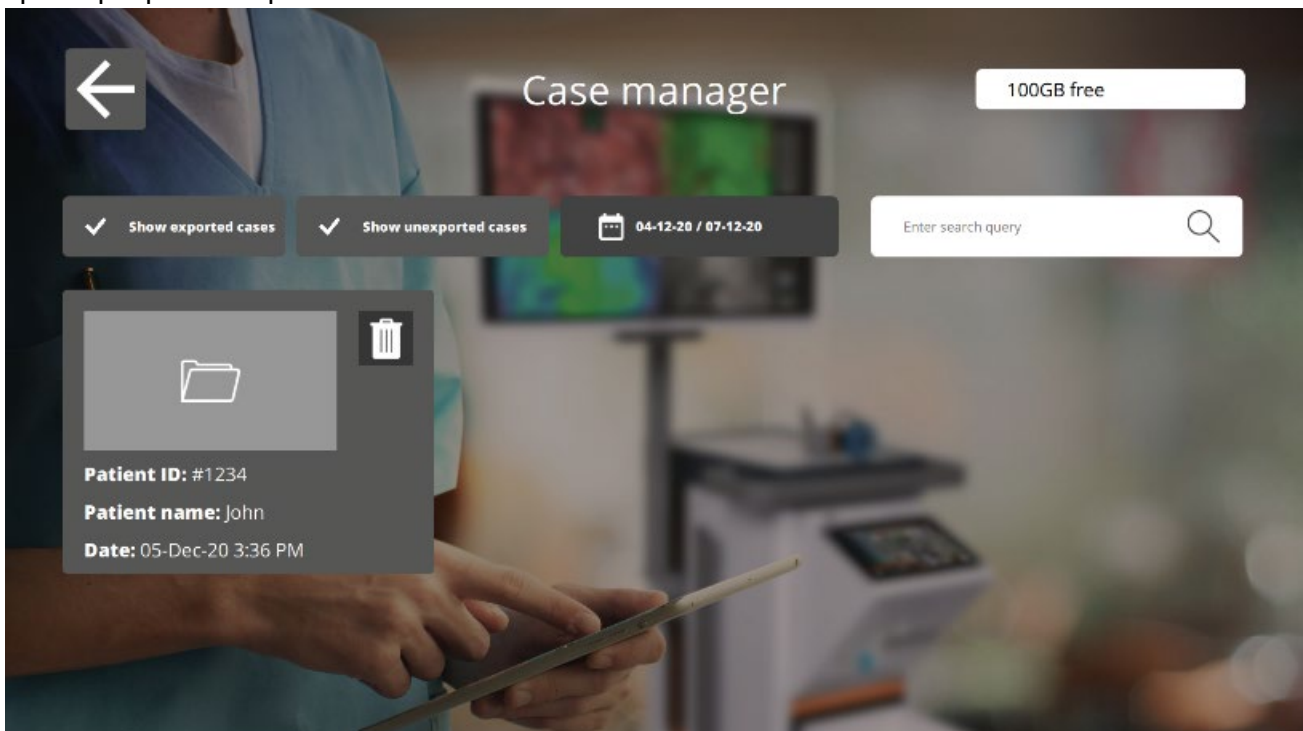 Case manager
100GB free
Show exported cases
Show unexported cases
04-12-20 / 07-12-20
Enter search query
Patient ID: #1234
Patient name: John
Date: 05-Dec-20 3:36 PM